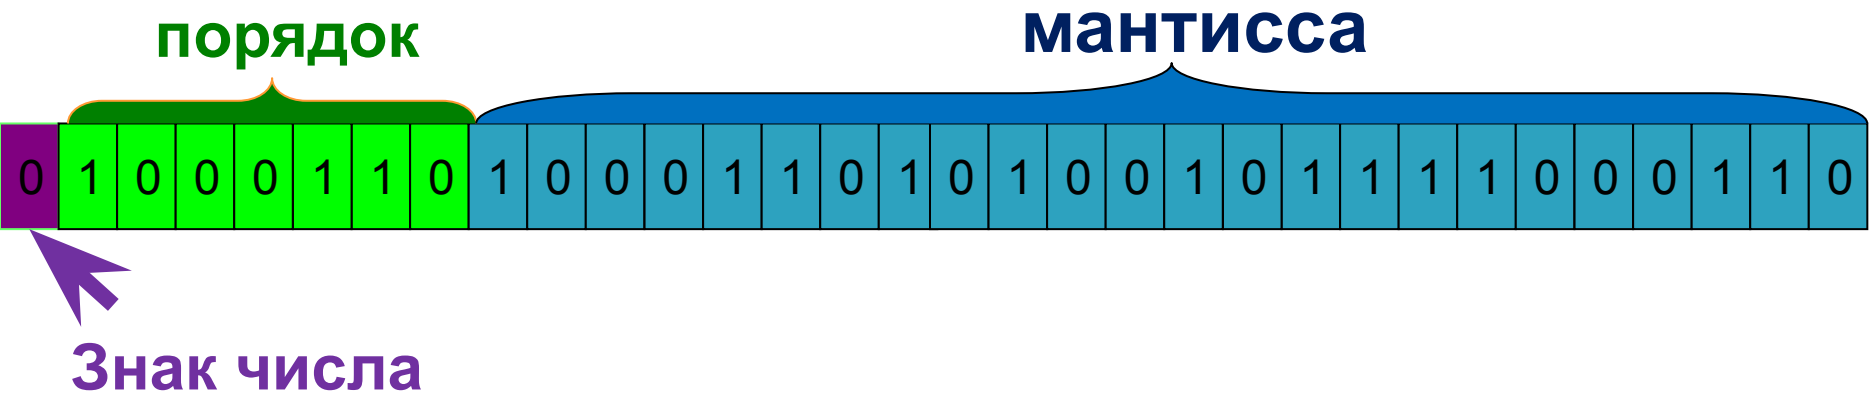 порядок мантисса
0 1 0 0 0 1 1 0 1 0 0 0 1 1 0 1 0 1 0 0 1 0 1 1 1 1 0 0 0 1 1 0
Знак числа